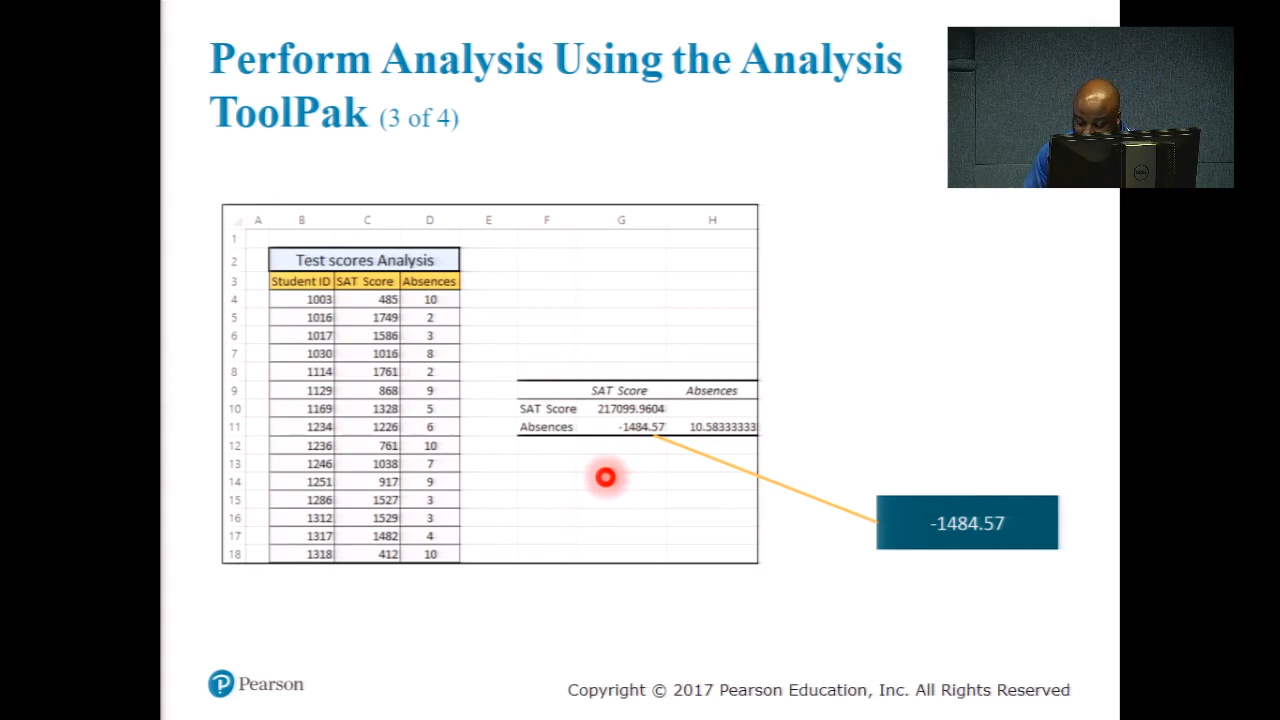 Perform Analysis Using the Analysis
ToolPak (3 of 4)
A B C D E F G H
1
2 Test scores Analysis
3 Student ID SAT Score Absences
4 1003 485 10
5 1016 1749 2
6 1017 1586 3
7 1030 1016 8
8 1114 1761 2
9 1129 868 9 SAT Score Absences
10 1169 1328 5 SAT Score 217099.9604
11 1234 1226 6 Absences -1484.57 10.58333333
12 1236 761 10
13 1246 1038 7
14 1251 917 9
15 1286 1527 3
16 1312 1529 3
17 1317 1482 4
18 1318 412 10
-1484.57
Pearson
Copyright © 2017 Pearson Education, Inc. All Rights Reserved
DELL